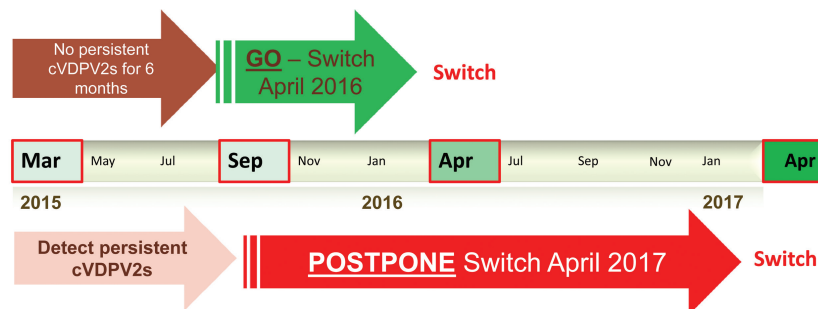 No persistent
cVDPV2s for 6
months
GO – Switch
April 2016
Switch
Mar May Jul Sep Nov Jan Apr Jul Sep Nov Jan Apr
2015 2016 2017
Detect persistent
cVDPV2s
POSTPONE Switch April 2017
Switch